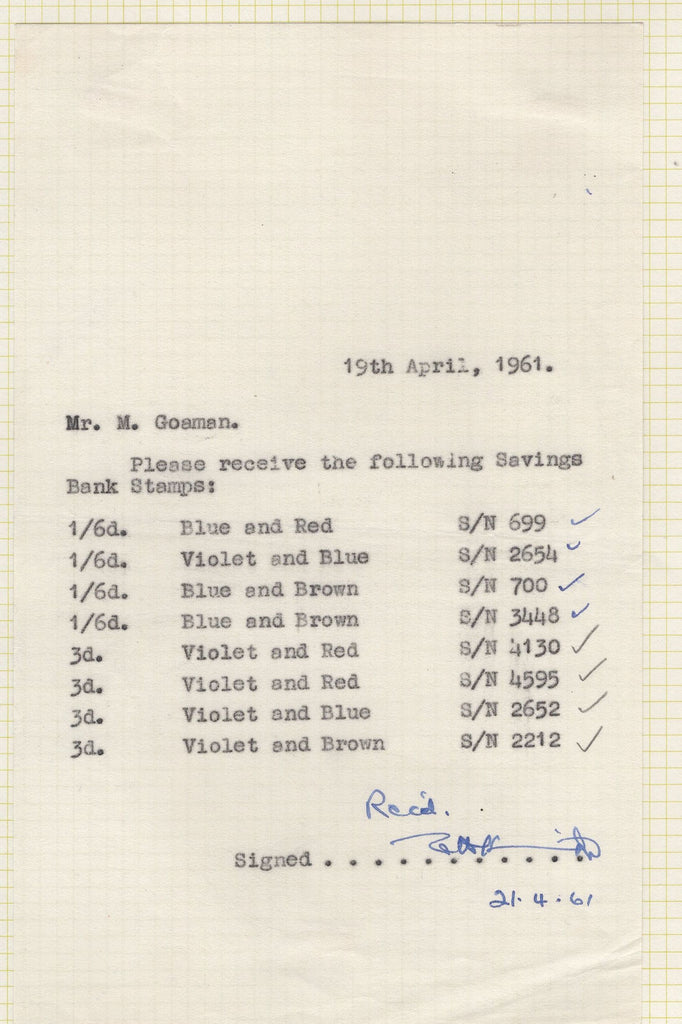 19th April, 1961.
Mr. M. Goaman.
Please receive the following Savings
Bank Stamps:
1/6d. Blue and Red S/N 699 ✓
1/6d. Violet and Blue S/N 2654 ✓
1/6d. Blue and Brown S/N 700 ✓
1/6d. Blue and Brown S/N 3448 ✓
3d. Violet and Red S/N 4130 ✓
3d. Violet and Red S/N 4595 ✓
3d. Violet and Blue S/N 2652 ✓
3d. Violet and Brown S/N 2212 ✓
Rec'd.
Signed . . . . . . . . . . . .
21.4.61